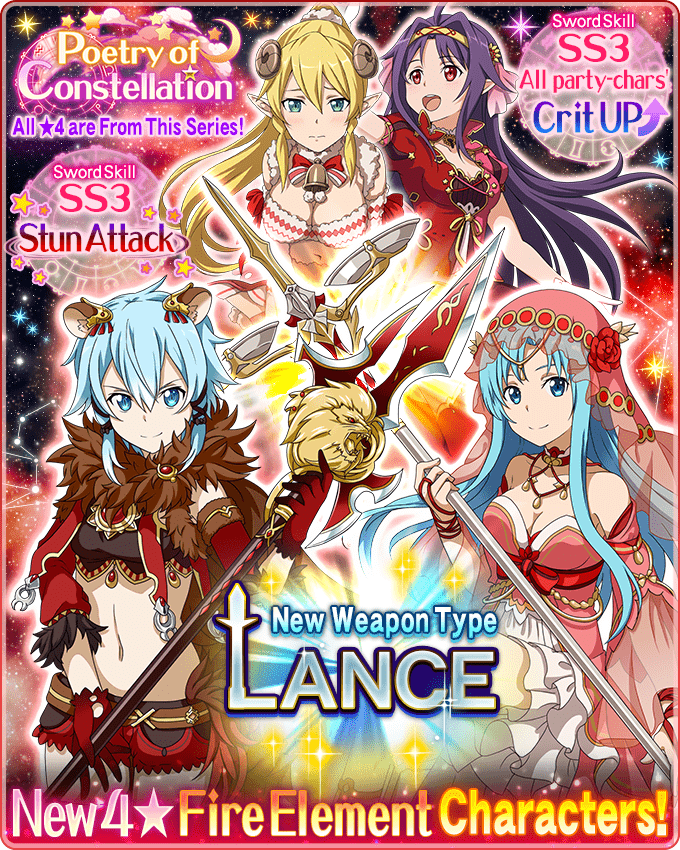 Poetry of
Constellation
All ★4 are From This Series!
Sword Skill
SS3
All party-chars'
Crit UP
Sword Skill
SS3
Stun Attack
New Weapon Type
LANCE
New 4★Fire Element Characters!